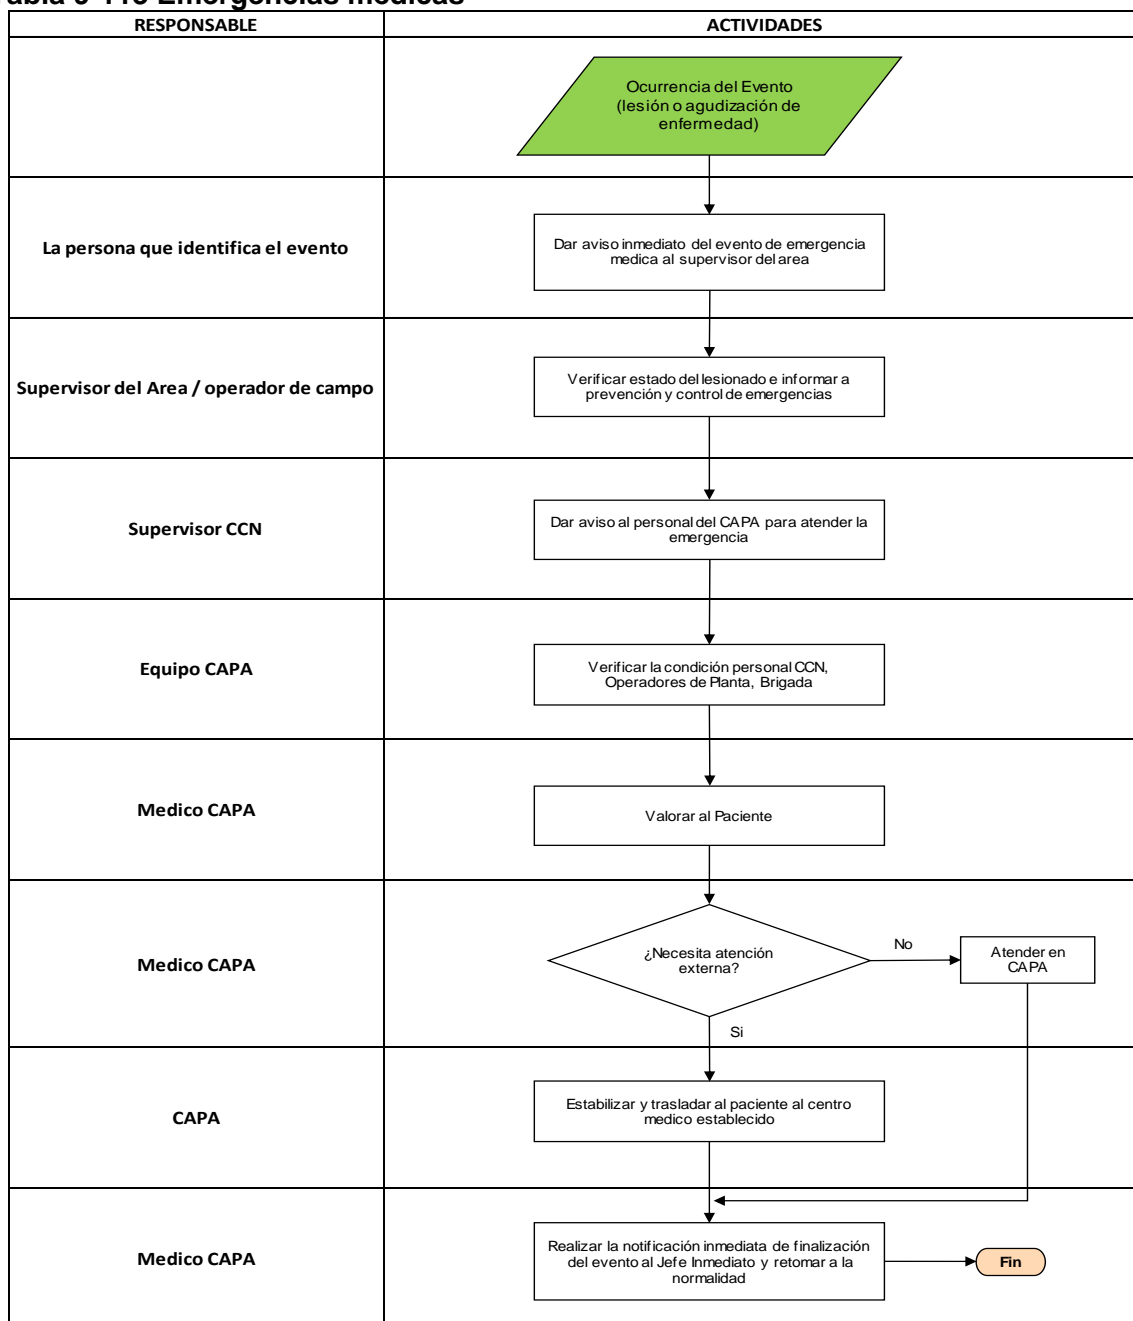 RESPONSABLE
ACTIVIDADES
Ocurrencia del Evento
(lesión o agudización de
enfermedad)
La persona que identifica el evento
Dar aviso inmediato del evento de emergencia
medica al supervisor del area
Supervisor del Area / operador de campo
Verificar estado del lesionado e informar a
prevención y control de emergencias
Supervisor CCN
Dar aviso al personal del CAPA para atender la
emergencia
Equipo CAPA
Verificar la condición personal CCN,
Operadores de Planta, Brigada
Medico CAPA
Valorar al Paciente
Medico CAPA
¿Necesita atención
externa?
No
Atender en
CAPA
Si
CAPA
Estabilizar y trasladar al paciente al centro
medico establecido
Medico CAPA
Realizar la notificación inmediata de finalización
del evento al Jefe Inmediato y retomar a la
normalidad
Fin